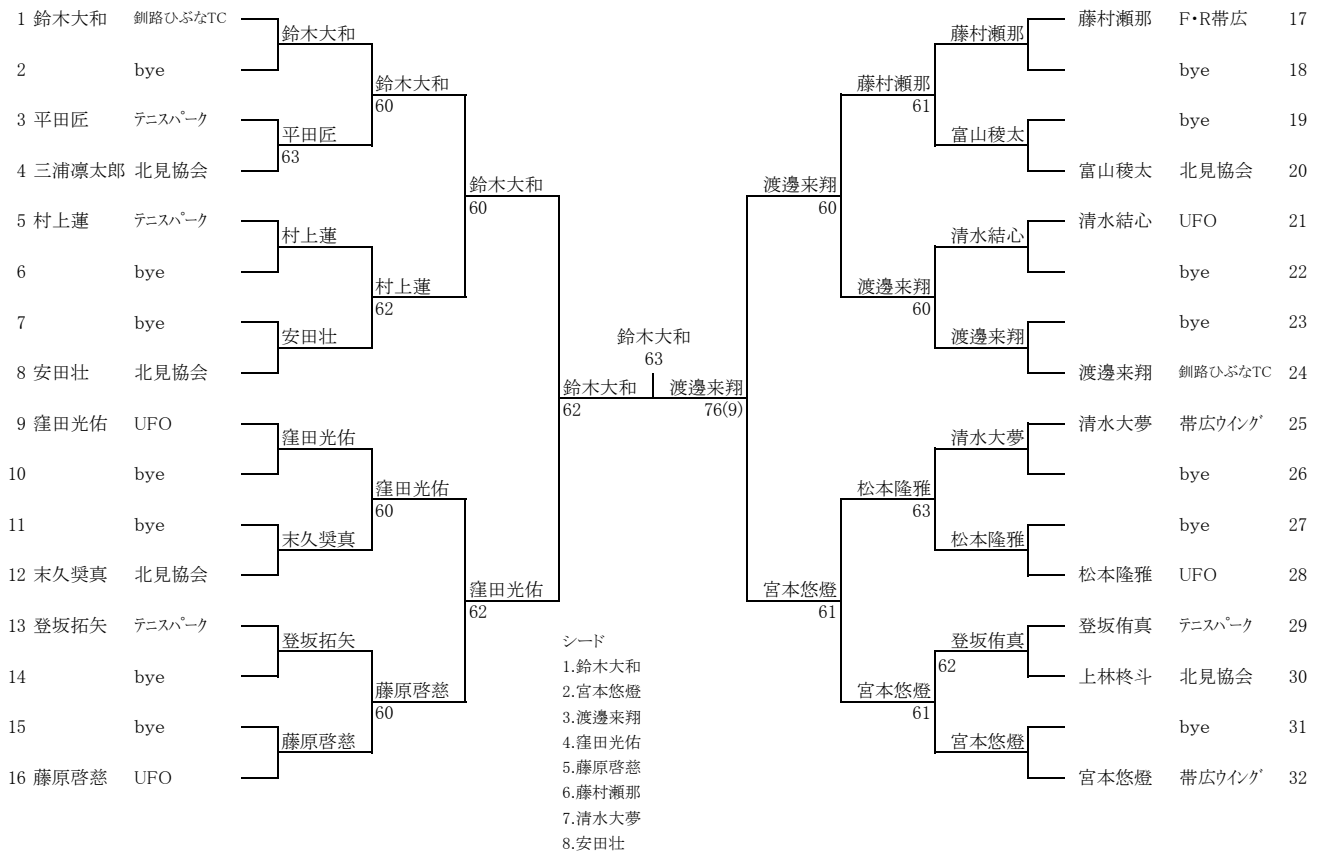 1 鈴木大和 釧路ひぶなTC
2 bye
3 平田匠 テニスパーク
4 三浦凛太郎 北見協会
5 村上蓮 テニスパーク
6 bye
7 bye
8 安田壮 北見協会
9 窪田光佑 UFO
10 bye
11 bye
12 末久奨真 北見協会
13 登坂拓矢 テニスパーク
14 bye
15 bye
16 藤原啓慈 UFO
鈴木大和
平田匠
63
村上蓮
安田壮
窪田光佑
末久奨真
登坂拓矢
藤原啓慈
鈴木大和
60
村上蓮
62
窪田光佑
60
藤原啓慈
60
鈴木大和
60
窪田光佑
62
鈴木大和
62
鈴木大和
63
渡邊来翔
76(9)
渡邊来翔
60
宮本悠燈
61
藤村瀬那
61
渡邊来翔
60
松本隆雅
63
宮本悠燈
61
藤村瀬那
富山稜太
清水結心
渡邊来翔
清水大夢
松本隆雅
登坂侑真
62
宮本悠燈
藤村瀬那 F・R帯広 17
bye 18
bye 19
富山稜太 北見協会 20
清水結心 UFO 21
bye 22
bye 23
渡邊来翔 釧路ひぶなTC 24
清水大夢 帯広ウイング 25
bye 26
bye 27
松本隆雅 UFO 28
登坂侑真 テニスパーク 29
上林柊斗 北見協会 30
bye 31
宮本悠燈 帯広ウイング 32
シード
1.鈴木大和
2.宮本悠燈
3.渡邊来翔
4.窪田光佑
5.藤原啓慈
6.藤村瀬那
7.清水大夢
8.安田壮